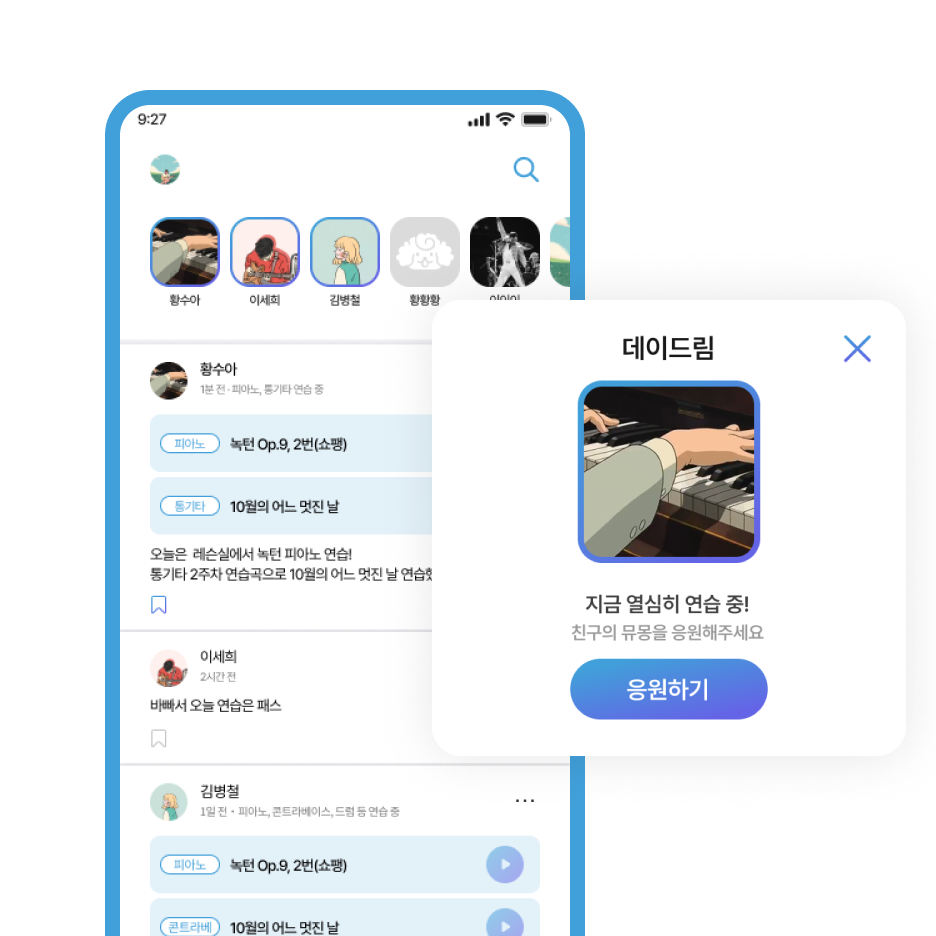 9:27
황수아
이세희
김병철
황황황
데이드림
지금 열심히 연습 중!
친구의 뮤몽을 응원해주세요
응원하기
황수아
1분 전 · 피아노, 통기타 연습 중
피아노 녹턴 Op.9, 2번(쇼팽)
통기타 10월의 어느 멋진 날
오늘은 레슨실에서 녹턴 피아노 연습!
통기타 2주차 연습곡으로 10월의 어느 멋진 날
이세희
2시간 전
바빠서 오늘 연습은 패스
김병철
1일 전 · 피아노, 콘트라베이스, 드럼 등 연습 중
피아노 녹턴 Op.9, 2번(쇼팽)
콘트라베 10월의 어느 멋진 날